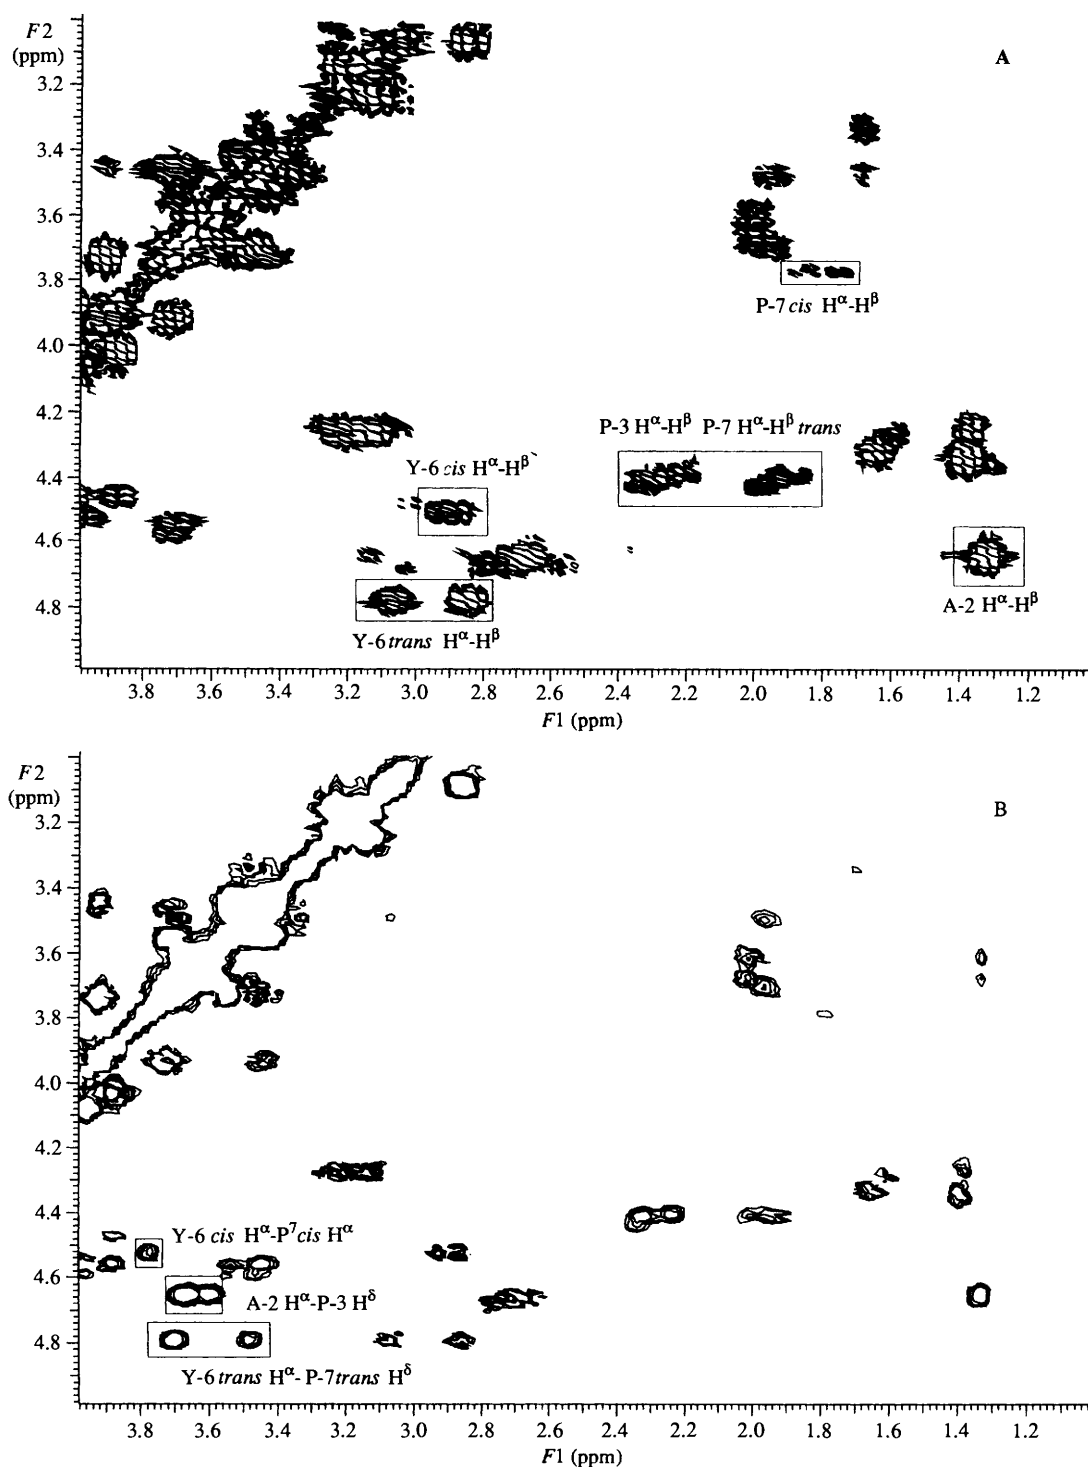 F2
(ppm)
A
3.2
3.4
3.6
3.8
4.0
4.2
4.4
4.6
4.8
P-7 cis Hα-Hβ
P-3 Hα-Hβ P-7 Hα-Hβ trans
Y-6 cis Hα-Hβ
A-2 Hα-Hβ
Y-6 trans Hα-Hβ
3.8 3.6 3.4 3.2 3.0 2.8 2.6 2.4 2.2 2.0 1.8 1.6 1.4 1.2
F1 (ppm)
F2
(ppm)
B
3.2
3.4
3.6
3.8
4.0
4.2
4.4
4.6
4.8
Y-6 cis Hα-P7 cis Hα
A-2 Hα-P-3 Hδ
Y-6 trans Hα- P-7 trans Hδ
3.8 3.6 3.4 3.2 3.0 2.8 2.6 2.4 2.2 2.0 1.8 1.6 1.4 1.2
F1 (ppm)